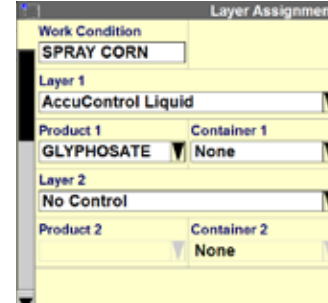 Layer Assignmen
Work Condition
SPRAY CORN
Layer 1
AccuControl Liquid
Product 1 Container 1
GLYPHOSATE None
Layer 2
No Control
Product 2 Container 2
None